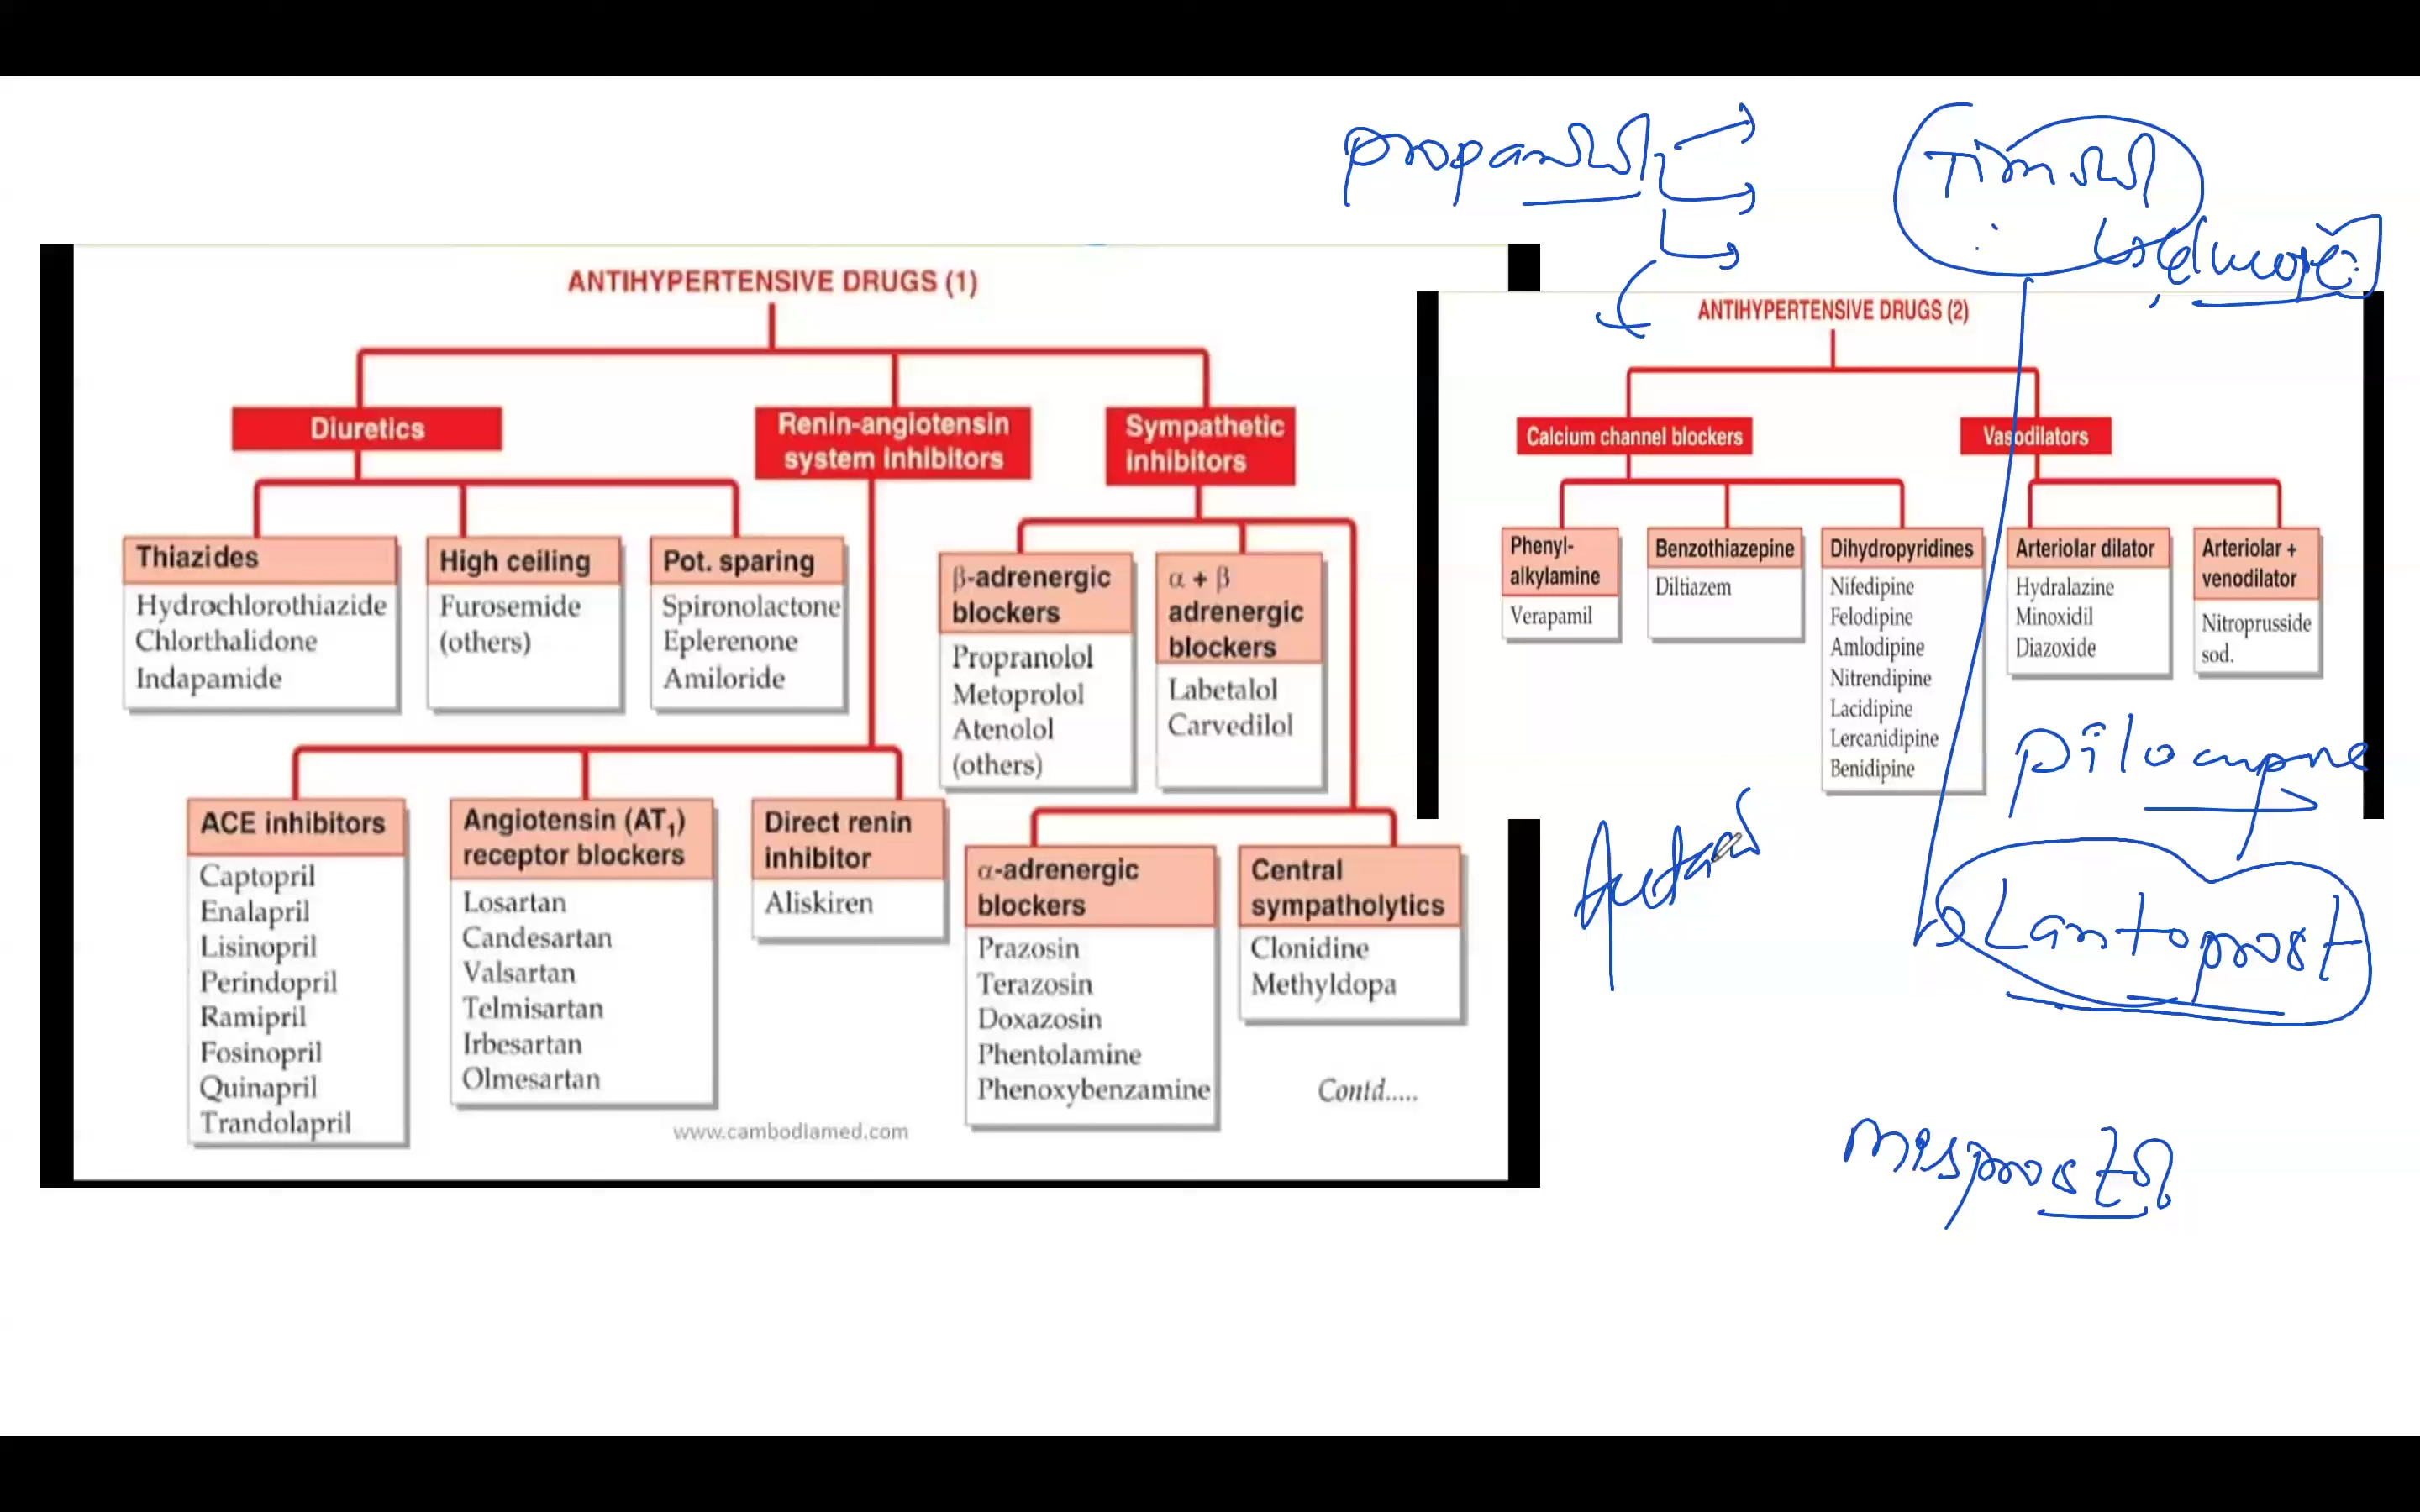 propanolol
Timolol
ANTIHYPERTENSIVE DRUGS (1)
Diuretics
Renin-angiotensin
system inhibitors
Sympathetic
inhibitors
Thiazides
Hydrochlorothiazide
Chlorthalidone
Indapamide
High ceiling
Furosemide
(others)
Pot. sparing
Spironolactone
Eplerenone
Amiloride
β-adrenergic
blockers
Propranolol
Metoprolol
Atenolol
(others)
α + β
adrenergic
blockers
Labetalol
Carvedilol
ACE inhibitors
Captopril
Enalapril
Lisinopril
Perindopril
Ramipril
Fosinopril
Quinapril
Trandolapril
Angiotensin (AT₁)
receptor blockers
Losartan
Candesartan
Valsartan
Telmisartan
Irbesartan
Olmesartan
Direct renin
inhibitor
Aliskiren
α-adrenergic
blockers
Prazosin
Terazosin
Doxazosin
Phentolamine
Phenoxybenzamine
Central
sympatholytics
Clonidine
Methyldopa
Contd.....
www.cambodiamed.com
ANTIHYPERTENSIVE DRUGS (2)
Calcium channel blockers
Vasodilators
Phenyl-
alkylamine
Verapamil
Benzothiazepine
Diltiazem
Dihydropyridines
Nifedipine
Felodipine
Amlodipine
Nitrendipine
Lacidipine
Lercanidipine
Benidipine
Arteriolar dilator
Hydralazine
Minoxidil
Diazoxide
Arteriolar +
venodilator
Nitroprusside
sod.
Lantoprost
misprostol